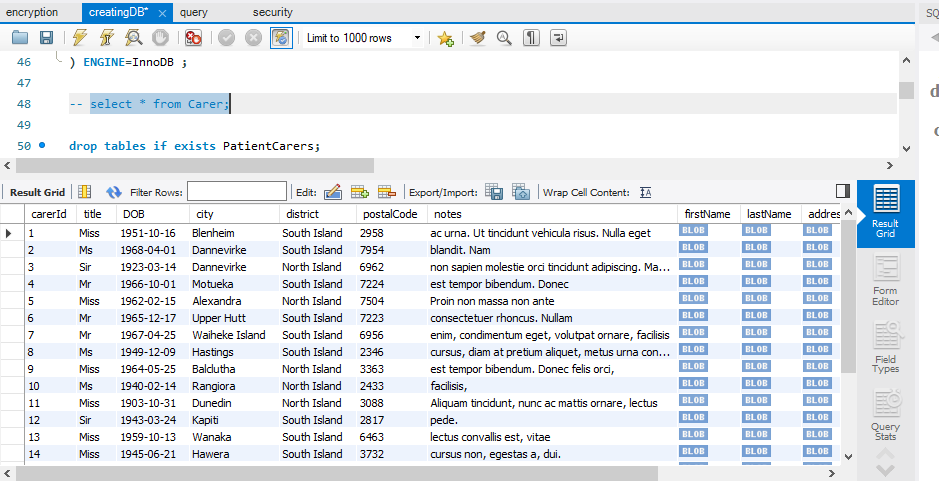 encryption creatingDB* query security SQ
Limit to 1000 rows
46 ) ENGINE=InnoDB ;
47
48 -- select * from Carer;
49
50 drop tables if exists PatientCarers;
Result Grid Filter Rows: Edit: Export/Import: Wrap Cell Content: IA
carerId title DOB city district postalCode notes firstName lastName addres
1 Miss 1951-10-16 Blenheim South Island 2958 ac urna. Ut tincidunt vehicula risus. Nulla eget BLOB BLOB BLOB
2 Ms 1968-04-01 Dannevirke South Island 7954 blandit. Nam BLOB BLOB BLOB
3 Sir 1923-03-14 Dannevirke North Island 6962 non sapien molestie orci tincidunt adipiscing. Ma... BLOB BLOB BLOB
4 Mr 1966-10-01 Motueka South Island 7224 est tempor bibendum. Donec BLOB BLOB BLOB
5 Miss 1962-02-15 Alexandra North Island 7504 Proin non massa non ante BLOB BLOB BLOB
6 Mr 1965-12-17 Upper Hutt South Island 7223 consectetuer rhoncus. Nullam BLOB BLOB BLOB
7 Mr 1967-04-25 Waiheke Island South Island 6956 enim, condimentum eget, volutpat ornare, facilisis BLOB BLOB BLOB
8 Ms 1949-12-09 Hastings South Island 2346 cursus, diam at pretium aliquet, metus urna con... BLOB BLOB BLOB
9 Miss 1964-05-25 Balclutha North Island 3363 est tempor bibendum. Donec felis orci, BLOB BLOB BLOB
10 Ms 1940-02-14 Rangiora North Island 2433 facilisis, BLOB BLOB BLOB
11 Miss 1903-10-31 Dunedin North Island 3088 Aliquam tincidunt, nunc ac mattis ornare, lectus BLOB BLOB BLOB
12 Sir 1943-03-24 Kapiti South Island 2817 pede. BLOB BLOB BLOB
13 Miss 1959-10-13 Wanaka South Island 6463 lectus convallis est, vitae BLOB BLOB BLOB
14 Miss 1945-06-21 Hawera South Island 3732 cursus non, egestas a, dui. BLOB BLOB BLOB
Result
Grid
Form
Editor
Field
Types
Query
Stats